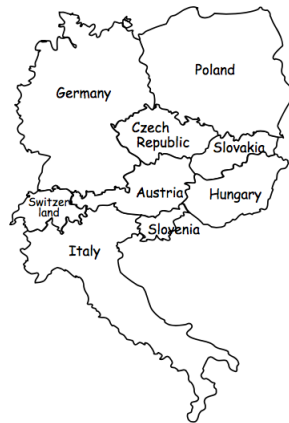 Poland
Germany
Czech
Republic
Slovakia
Switzer
land
Austria
Hungary
Slovenia
Italy